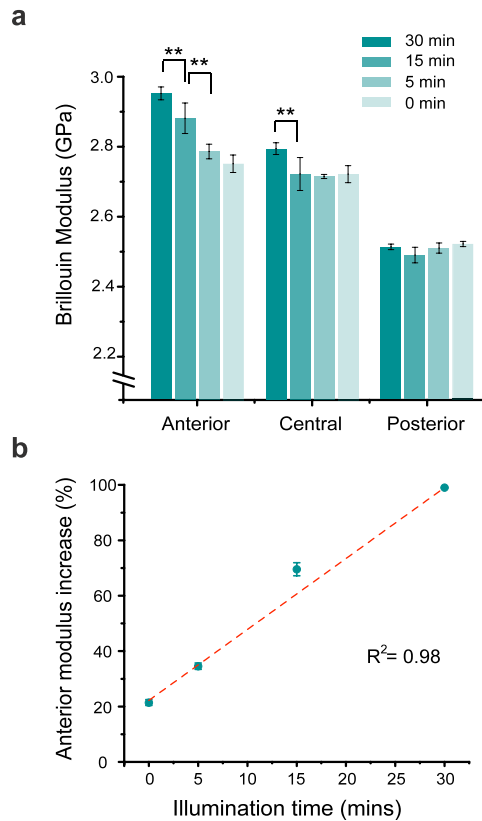 a
30 min
15 min
5 min
0 min
** ** **
Brillouin Modulus (GPa)
3.0
2.8
2.6
2.4
2.2
Anterior Central Posterior
b
Anterior modulus increase (%)
100
80
60
40
20
0
R²= 0.98
0 5 10 15 20 25 30
Illumination time (mins)